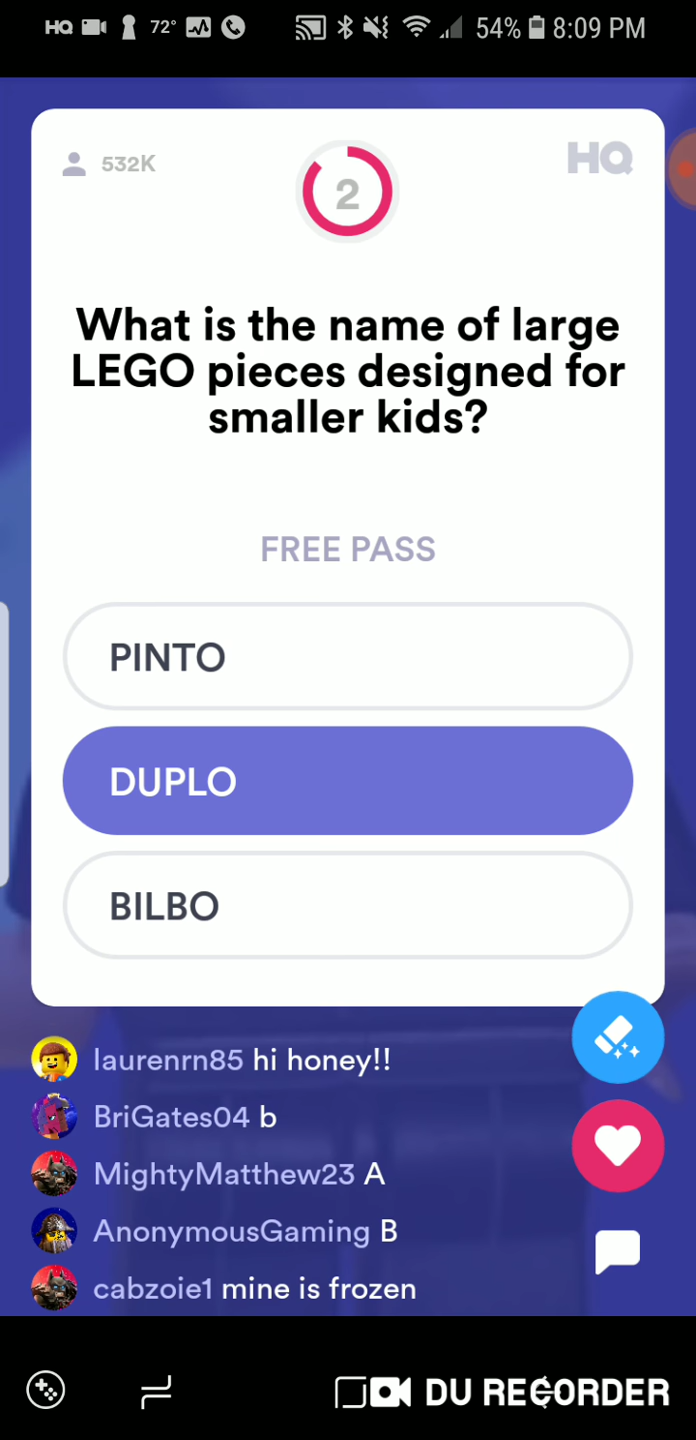 HQ 72° 54% 8:09 PM
532K
2
HQ
What is the name of large
LEGO pieces designed for
smaller kids?
FREE PASS
PINTO
DUPLO
BILBO
laurenrn85 hi honey!!
BriGates04 b
MightyMatthew23 A
AnonymousGaming B
cabzoie1 mine is frozen
DU RECORDER